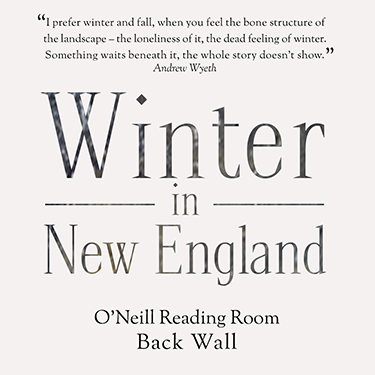 “I prefer winter and fall, when you feel the bone structure of
the landscape – the loneliness of it, the dead feeling of winter.
Something waits beneath it, the whole story doesn’t show.”
Andrew Wyeth
Winter
in
New England
O’Neill Reading Room
Back Wall